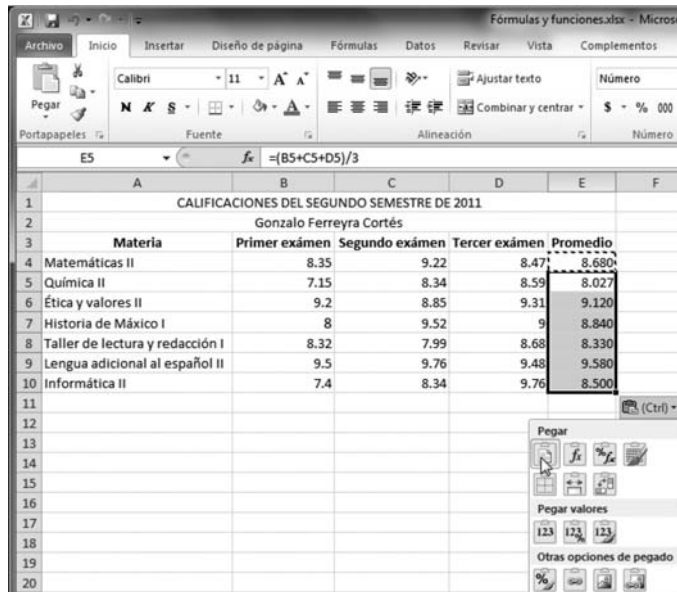 Fórmulas y funciones.xlsx - Micros
Archivo Inicio Insertar Diseño de página Fórmulas Datos Revisar Vista Complementos
Calibri 11 A A Ajustar texto Número
Pegar N K S A Combinar y centrar $ % 000
Portapapeles Fuente Alineación Número
E5 fx =(B5+C5+D5)/3
A B C D E F
1 CALIFICACIONES DEL SEGUNDO SEMESTRE DE 2011
2 Gonzalo Ferreyra Cortés
3 Materia Primer exámen Segundo exámen Tercer exámen Promedio
4 Matemáticas II 8.35 9.22 8.47 8.680
5 Química II 7.15 8.34 8.59 8.027
6 Ética y valores II 9.2 8.85 9.31 9.120
7 Historia de Máxico I 8 9.52 9 8.840
8 Taller de lectura y redacción I 8.32 7.99 8.68 8.330
9 Lengua adicional al español II 9.5 9.76 9.48 9.580
10 Informática II 7.4 8.34 9.76 8.500
11 (Ctrl)
12 Pegar
13 fx %fx
14
15
16
17 Pegar valores
18 123 123% 123
19 Otras opciones de pegado
20 %